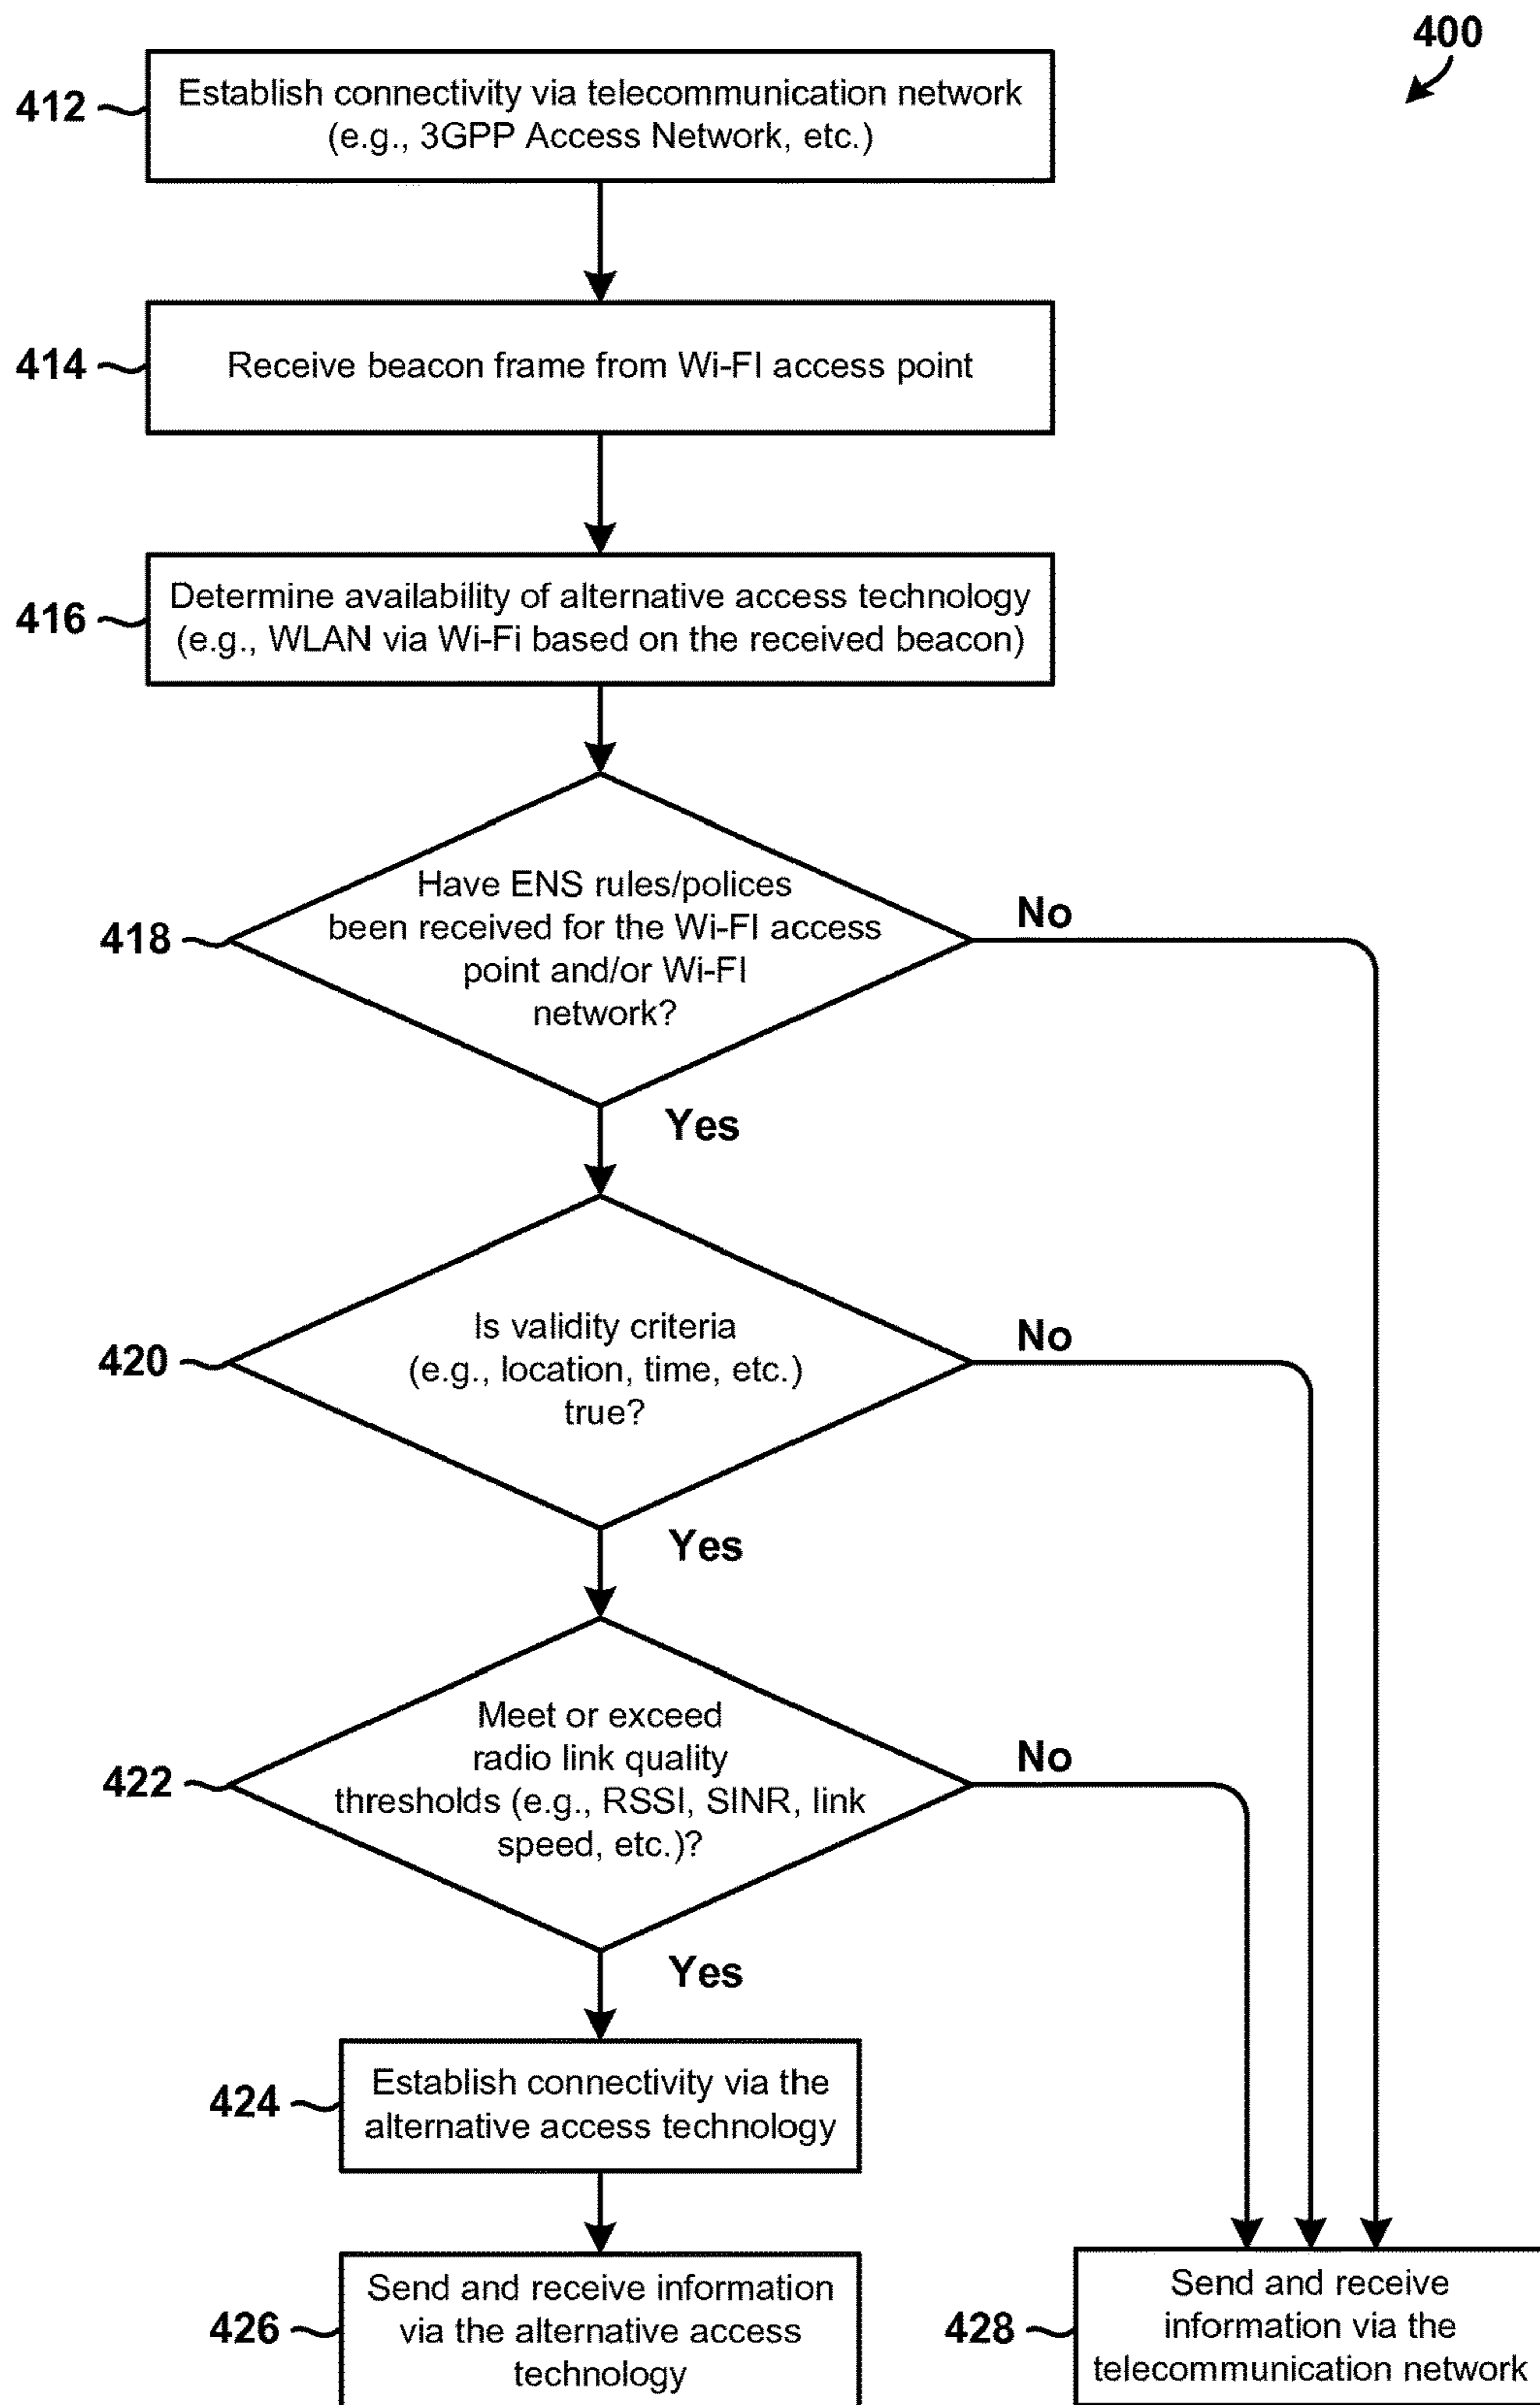 400
412
Establish connectivity via telecommunication network
(e.g., 3GPP Access Network, etc.)
414
Receive beacon frame from Wi-FI access point
416
Determine availability of alternative access technology
(e.g., WLAN via Wi-Fi based on the received beacon)
418
Have ENS rules/polices
been received for the Wi-FI access
point and/or Wi-FI
network?
No
Yes
420
Is validity criteria
(e.g., location, time, etc.)
true?
No
Yes
422
Meet or exceed
radio link quality
thresholds (e.g., RSSI, SINR, link
speed, etc.)?
No
Yes
424
Establish connectivity via the
alternative access technology
426
Send and receive information
via the alternative access
technology
428
Send and receive
information via the
telecommunication network